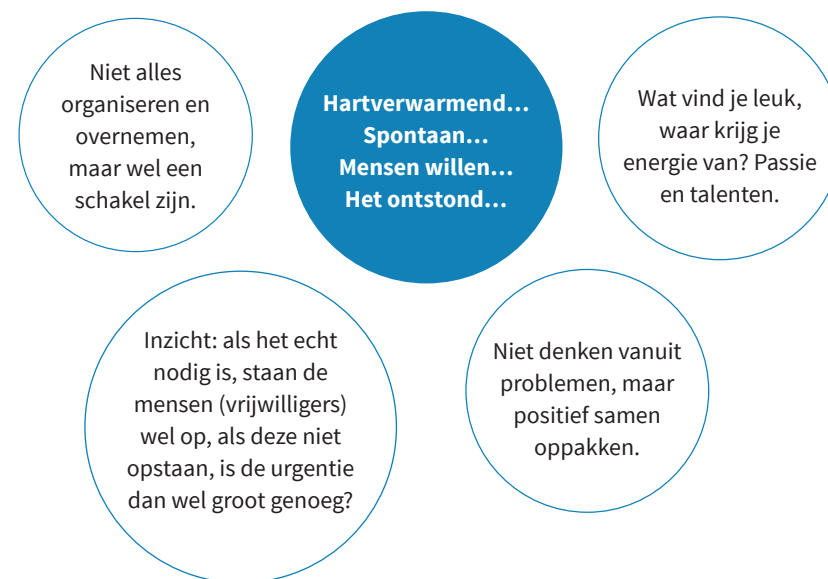 Niet alles
organiseren en
overnemen,
maar wel een
schakel zijn.
Hartverwarmend…
Spontaan…
Mensen willen…
Het ontstond…
Wat vind je leuk,
waar krijg je
energie van? Passie
en talenten.
Inzicht: als het echt
nodig is, staan de
mensen (vrijwilligers)
wel op, als deze niet
opstaan, is de urgentie
dan wel groot genoeg?
Niet denken vanuit
problemen, maar
positief samen
oppakken.